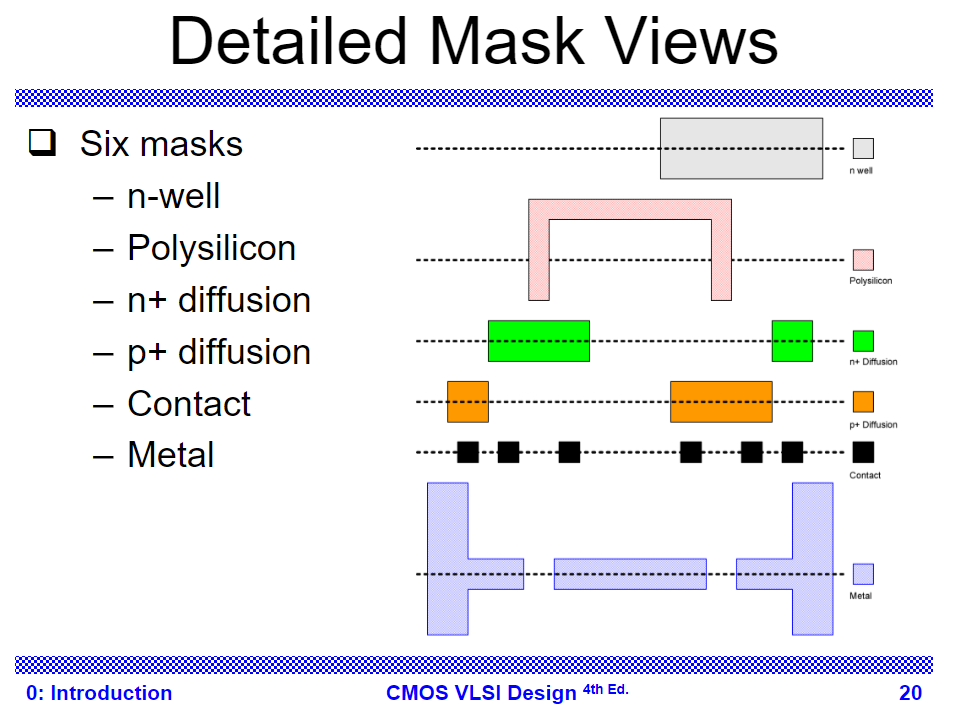 Detailed Mask Views
❑ Six masks
– n-well
– Polysilicon
– n+ diffusion
– p+ diffusion
– Contact
– Metal
n well
Polysilicon
n+ Diffusion
p+ Diffusion
Contact
Metal
0: Introduction CMOS VLSI Design 4th Ed. 20